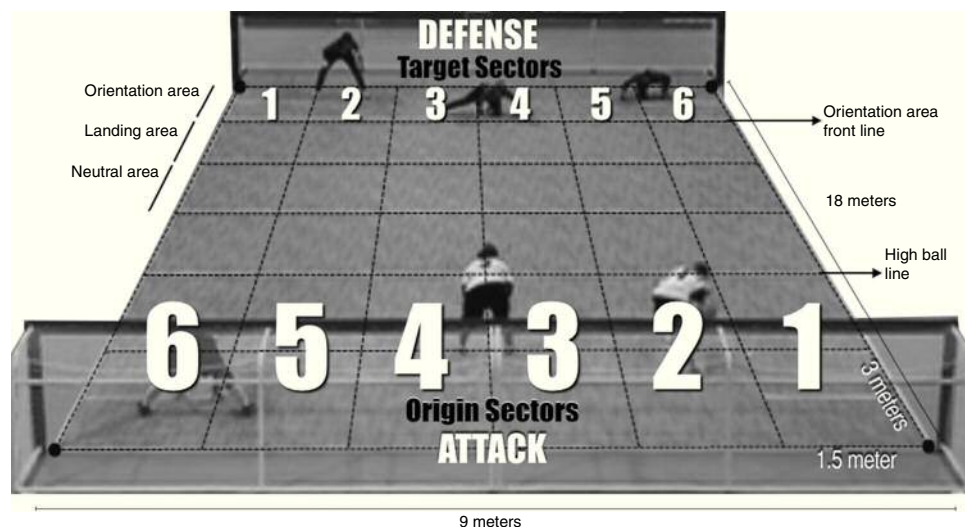 DEFENSE
Target Sectors
Orientation area
1 2 3 4 5 6
Orientation area
front line
Landing area
Neutral area
18 meters
High ball
line
6 5 4 3 2 1
3 meters
Origin Sectors
ATTACK
1.5 meter
9 meters